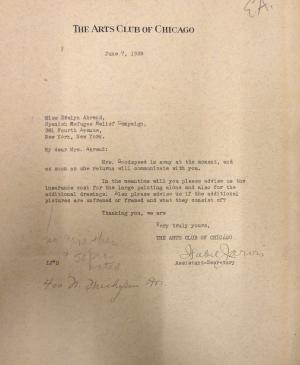 EA.
THE ARTS CLUB OF CHICAGO
June 7, 1939
Miss Evelyn Ahrend,
Spanish Refugee Relief Campaign,
381 Fourth Avenue,
New York, New York.
My dear Mrs. Ahrend:
Mrs. Goodspeed is away at the moment, and
as soon as she returns will communicate with you.
In the meantime will you please advise us the
insurance cost for the large painting alone and also for the
additional drawings? Also please advise us if the additional
pictures are unframed or framed and what they consist of?
Thanking you, we are
Very truly yours,
THE ARTS CLUB OF CHICAGO
Assistant-Secretary
400 N. Michigan Av.